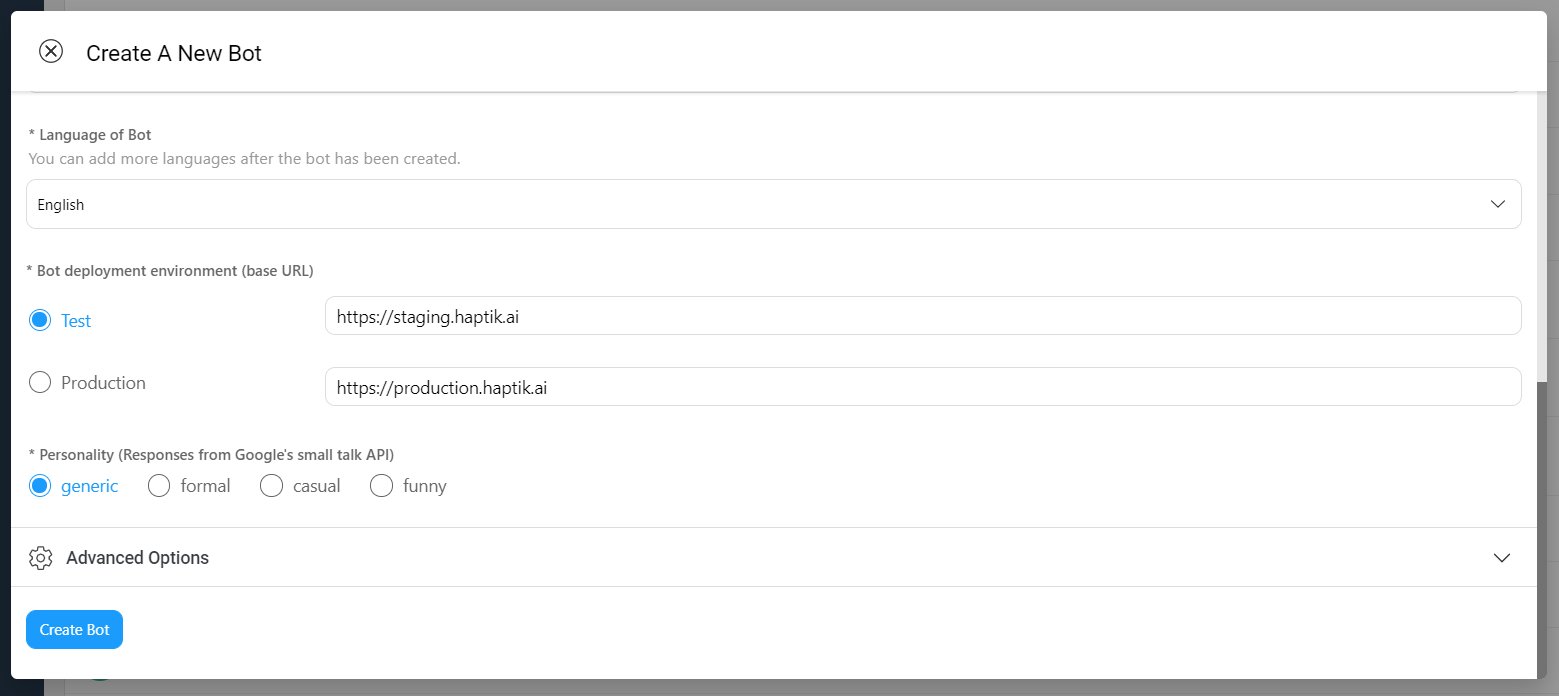 Create A New Bot
* Language of Bot
You can add more languages after the bot has been created.
English
* Bot deployment environment (base URL)
Test
https://staging.haptik.ai
Production
https://production.haptik.ai
* Personality (Responses from Google's small talk API)
generic formal casual funny
Advanced Options
Create Bot